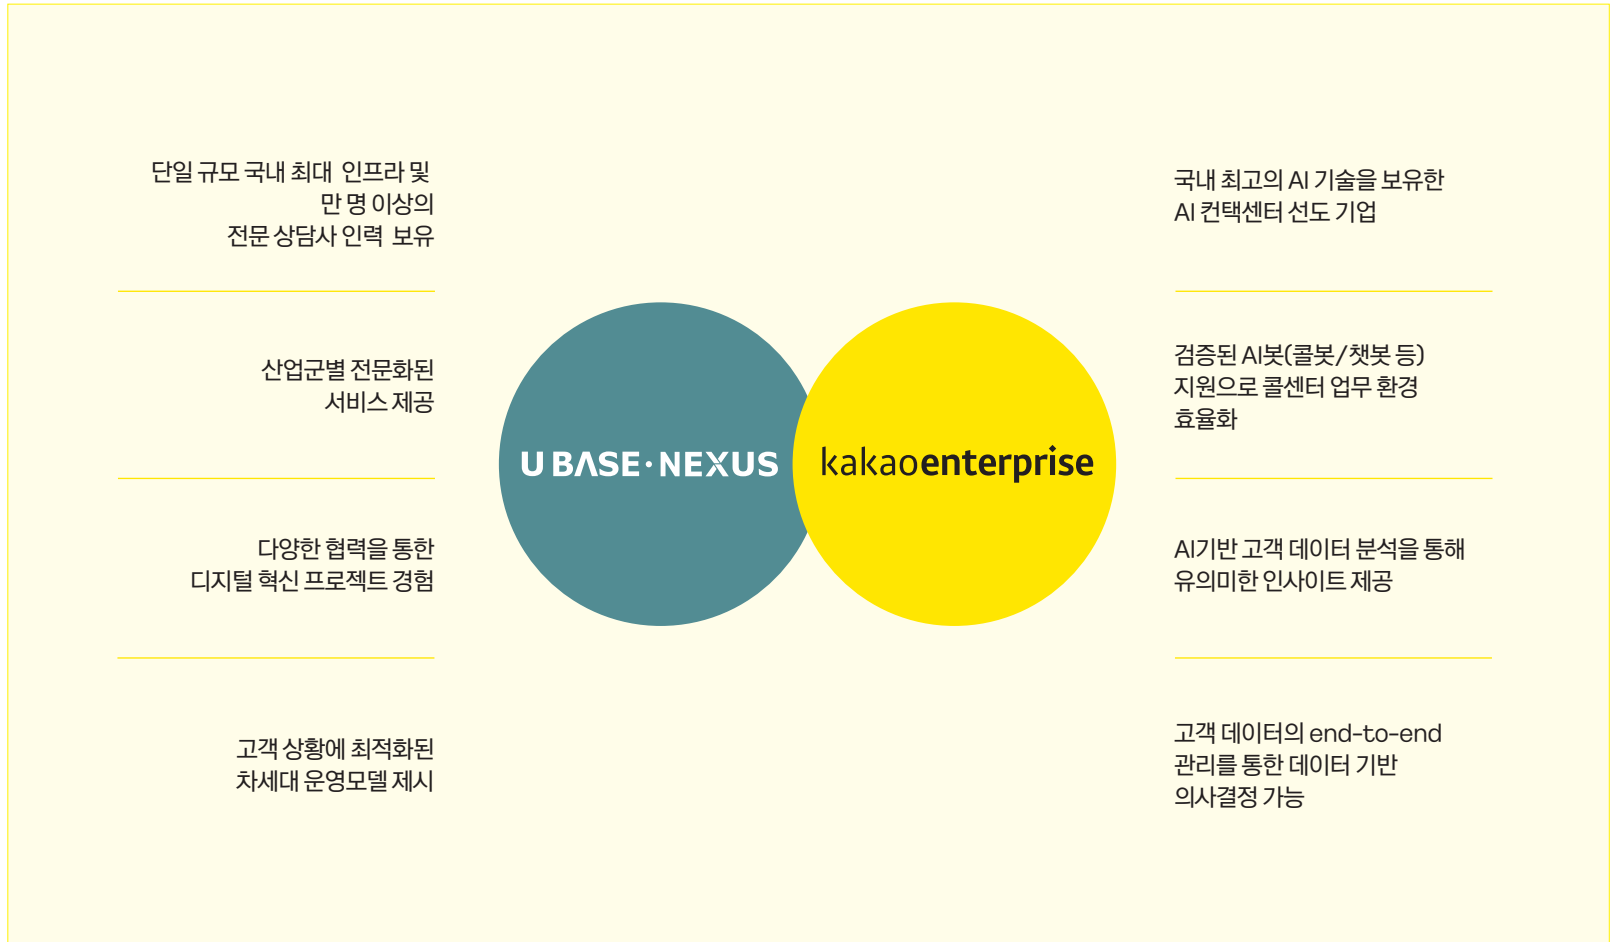 단일 규모 국내 최대 인프라 및
만 명 이상의
전문 상담사 인력 보유
산업군별 전문화된
서비스 제공
다양한 협력을 통한
디지털 혁신 프로젝트 경험
고객 상황에 최적화된
차세대 운영모델 제시
U BASE·NEXUS
kakaoenterprise
국내 최고의 AI 기술을 보유한
AI 컨택센터 선도 기업
검증된 AI봇(콜봇/챗봇 등)
지원으로 콜센터 업무 환경
효율화
AI기반 고객 데이터 분석을 통해
유의미한 인사이트 제공
고객 데이터의 end-to-end
관리를 통한 데이터 기반
의사결정 가능